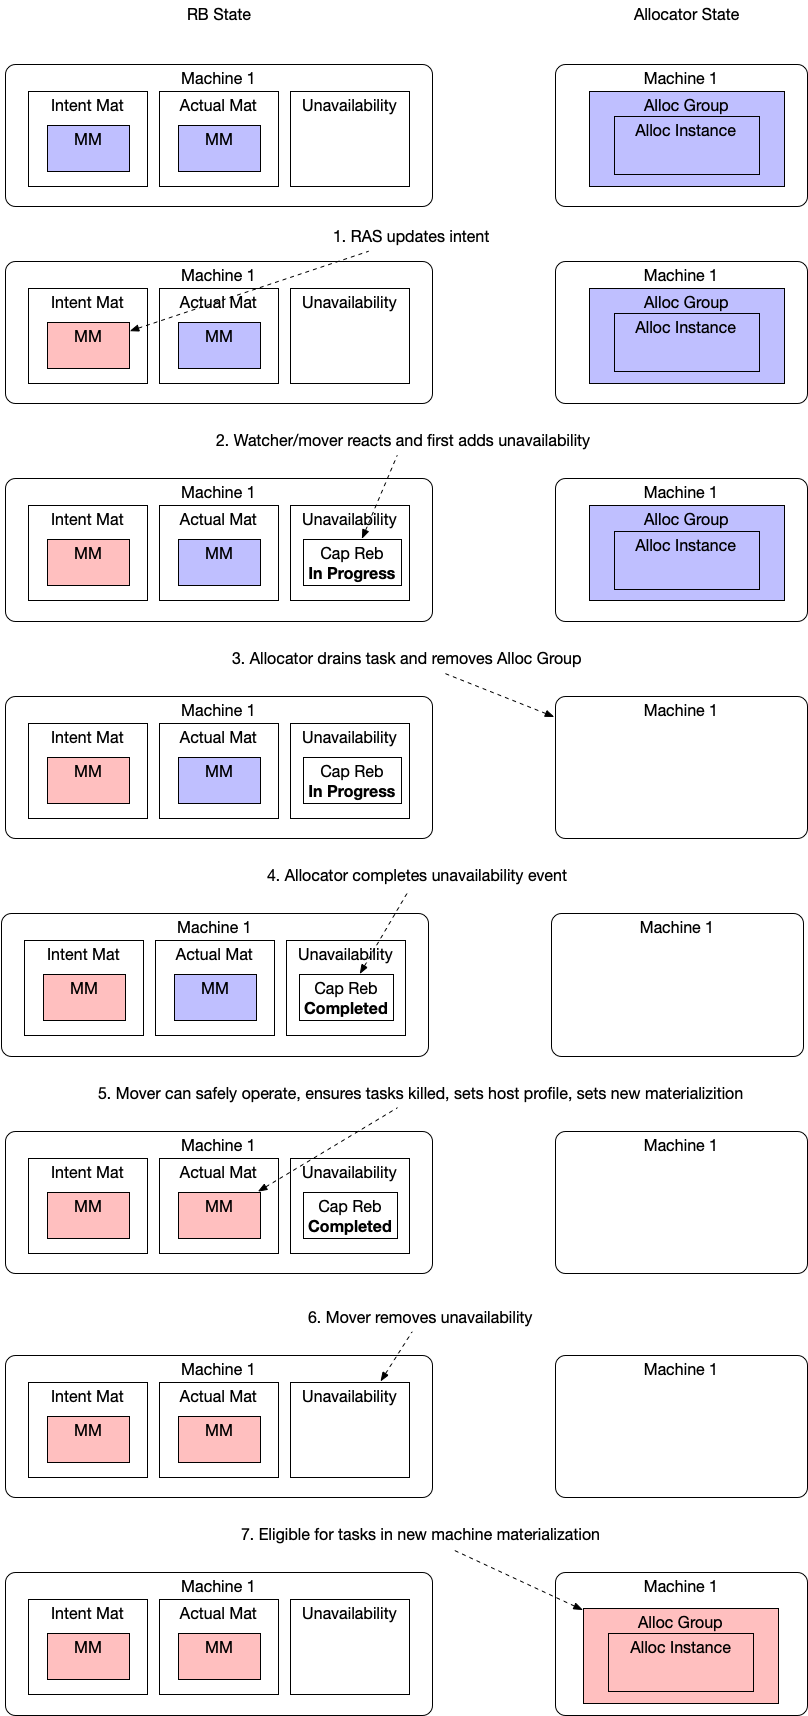 RB State
Allocator State
Machine 1
Machine 1
Intent Mat
Actual Mat
Unavailability
Alloc Group
MM
MM
Alloc Instance
1. RAS updates intent
Machine 1
Machine 1
Intent Mat
Actual Mat
Unavailability
Alloc Group
MM
MM
Alloc Instance
2. Watcher/mover reacts and first adds unavailability
Machine 1
Machine 1
Intent Mat
Actual Mat
Unavailability
Alloc Group
MM
MM
Cap Reb
In Progress
Alloc Instance
3. Allocator drains task and removes Alloc Group
Machine 1
Machine 1
Intent Mat
Actual Mat
Unavailability
MM
MM
Cap Reb
In Progress
4. Allocator completes unavailability event
Machine 1
Machine 1
Intent Mat
Actual Mat
Unavailability
MM
MM
Cap Reb
Completed
5. Mover can safely operate, ensures tasks killed, sets host profile, sets new materializition
Machine 1
Machine 1
Intent Mat
Actual Mat
Unavailability
MM
MM
Cap Reb
Completed
6. Mover removes unavailability
Machine 1
Machine 1
Intent Mat
Actual Mat
Unavailability
MM
MM
7. Eligible for tasks in new machine materialization
Machine 1
Machine 1
Intent Mat
Actual Mat
Unavailability
Alloc Group
MM
MM
Alloc Instance